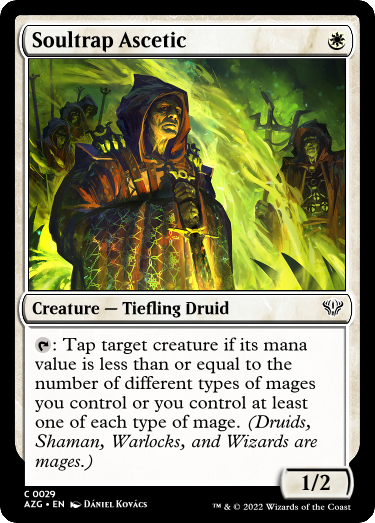 Soultrap Ascetic
Creature — Tiefling Druid
: Tap target creature if its mana
value is less than or equal to the
number of different types of mages
you control or you control at least
one of each type of mage. (Druids,
Shaman, Warlocks, and Wizards are
mages.)
1/2
C 0029
AZG • EN Dániel Kovács
™ & © 2022 Wizards of the Coast